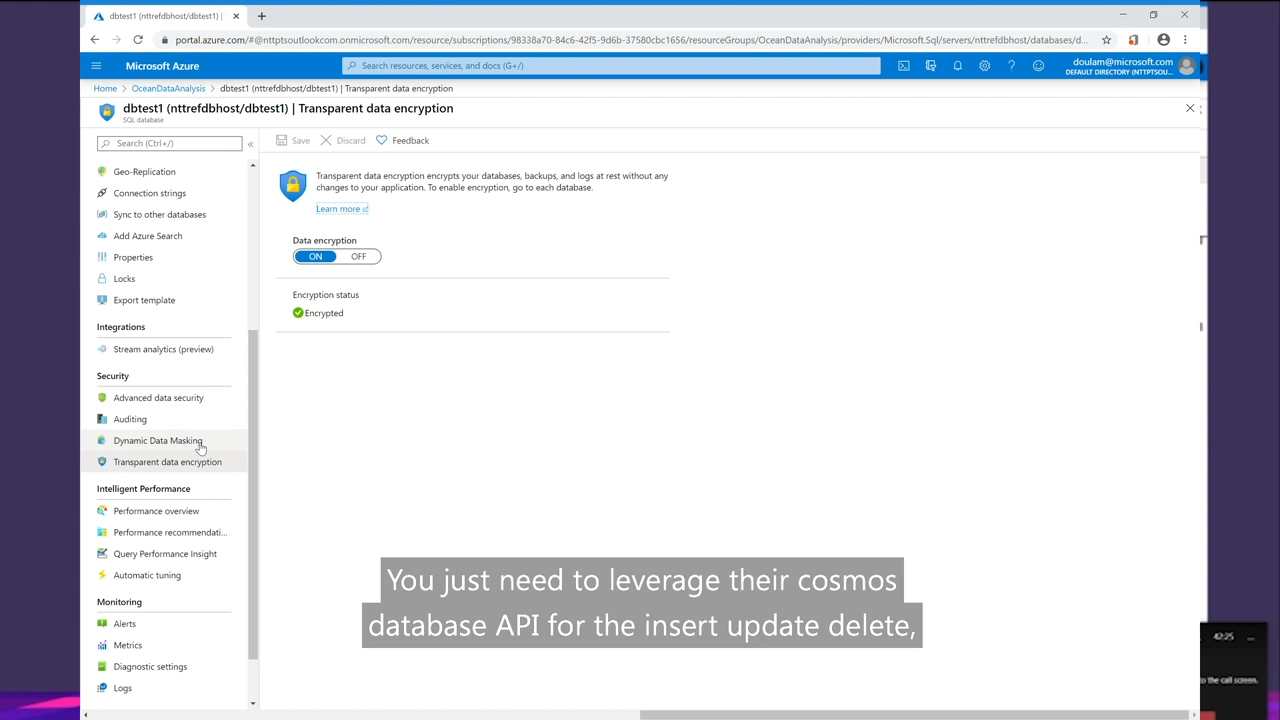 dbtest1 (nttrefdbhost/dbtest1) |
portal.azure.com/#@nttptsoutlookcom.onmicrosoft.com/resource/subscriptions/98338a70-84c6-42f5-9d6b-37580cbc1656/resourceGroups/OceanDataAnalysis/providers/Microsoft.Sql/servers/nttrefdbhost/databases/d...
Microsoft Azure
Search resources, services, and docs (G+/)
doulam@microsoft.com
DEFAULT DIRECTORY (NTTPTSOU...
Home > OceanDataAnalysis > dbtest1 (nttrefdbhost/dbtest1) | Transparent data encryption
dbtest1 (nttrefdbhost/dbtest1) | Transparent data encryption
SQL database
Search (Ctrl+/)
Save
Discard
Feedback
Geo-Replication
Connection strings
Sync to other databases
Add Azure Search
Properties
Locks
Export template
Integrations
Stream analytics (preview)
Security
Advanced data security
Auditing
Dynamic Data Masking
Transparent data encryption
Intelligent Performance
Performance overview
Performance recommendati...
Query Performance Insight
Automatic tuning
Monitoring
Alerts
Metrics
Diagnostic settings
Logs
Transparent data encryption encrypts your databases, backups, and logs at rest without any
changes to your application. To enable encryption, go to each database.
Learn more
Data encryption
ON OFF
Encryption status
Encrypted
You just need to leverage their cosmos
database API for the insert update delete,
42:25
to the call screen.